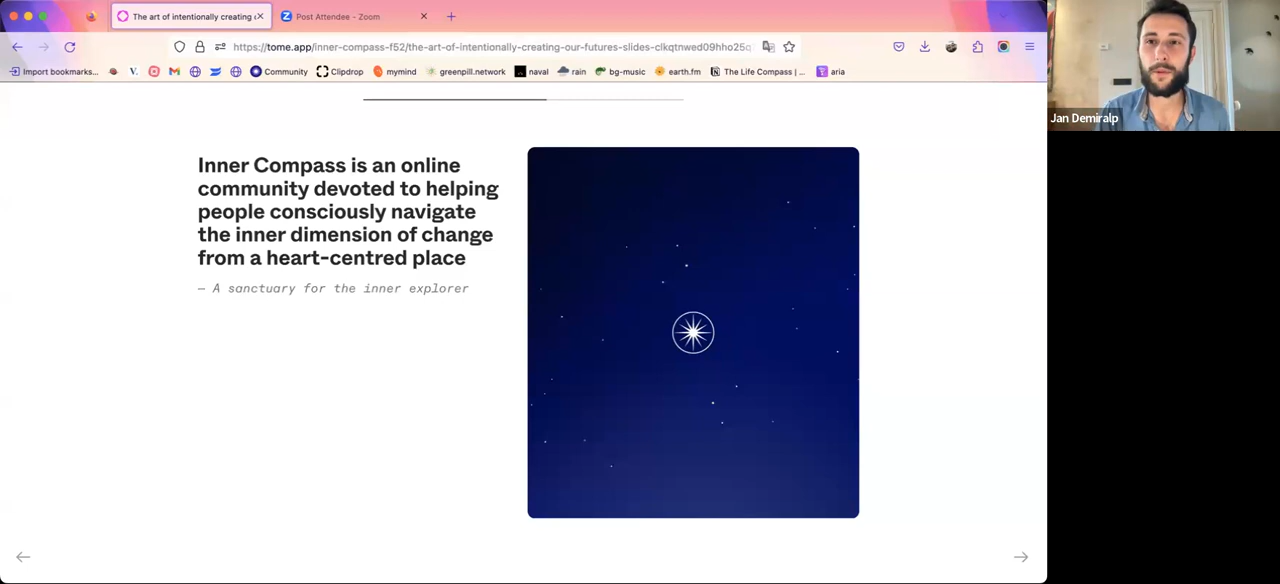 The art of intentionally creating
Post Attendee - Zoom
https://tome.app/inner-compass-f52/the-art-of-intentionally-creating-our-futures-slides-clkqtnwed09hho25q
Import bookmarks...
Community
Clipdrop
mymind
greenpill.network
naval
rain
bg-music
earth.fm
The Life Compass | ...
aria
Jan Demiralp
Inner Compass is an online
community devoted to helping
people consciously navigate
the inner dimension of change
from a heart-centred place
— A sanctuary for the inner explorer